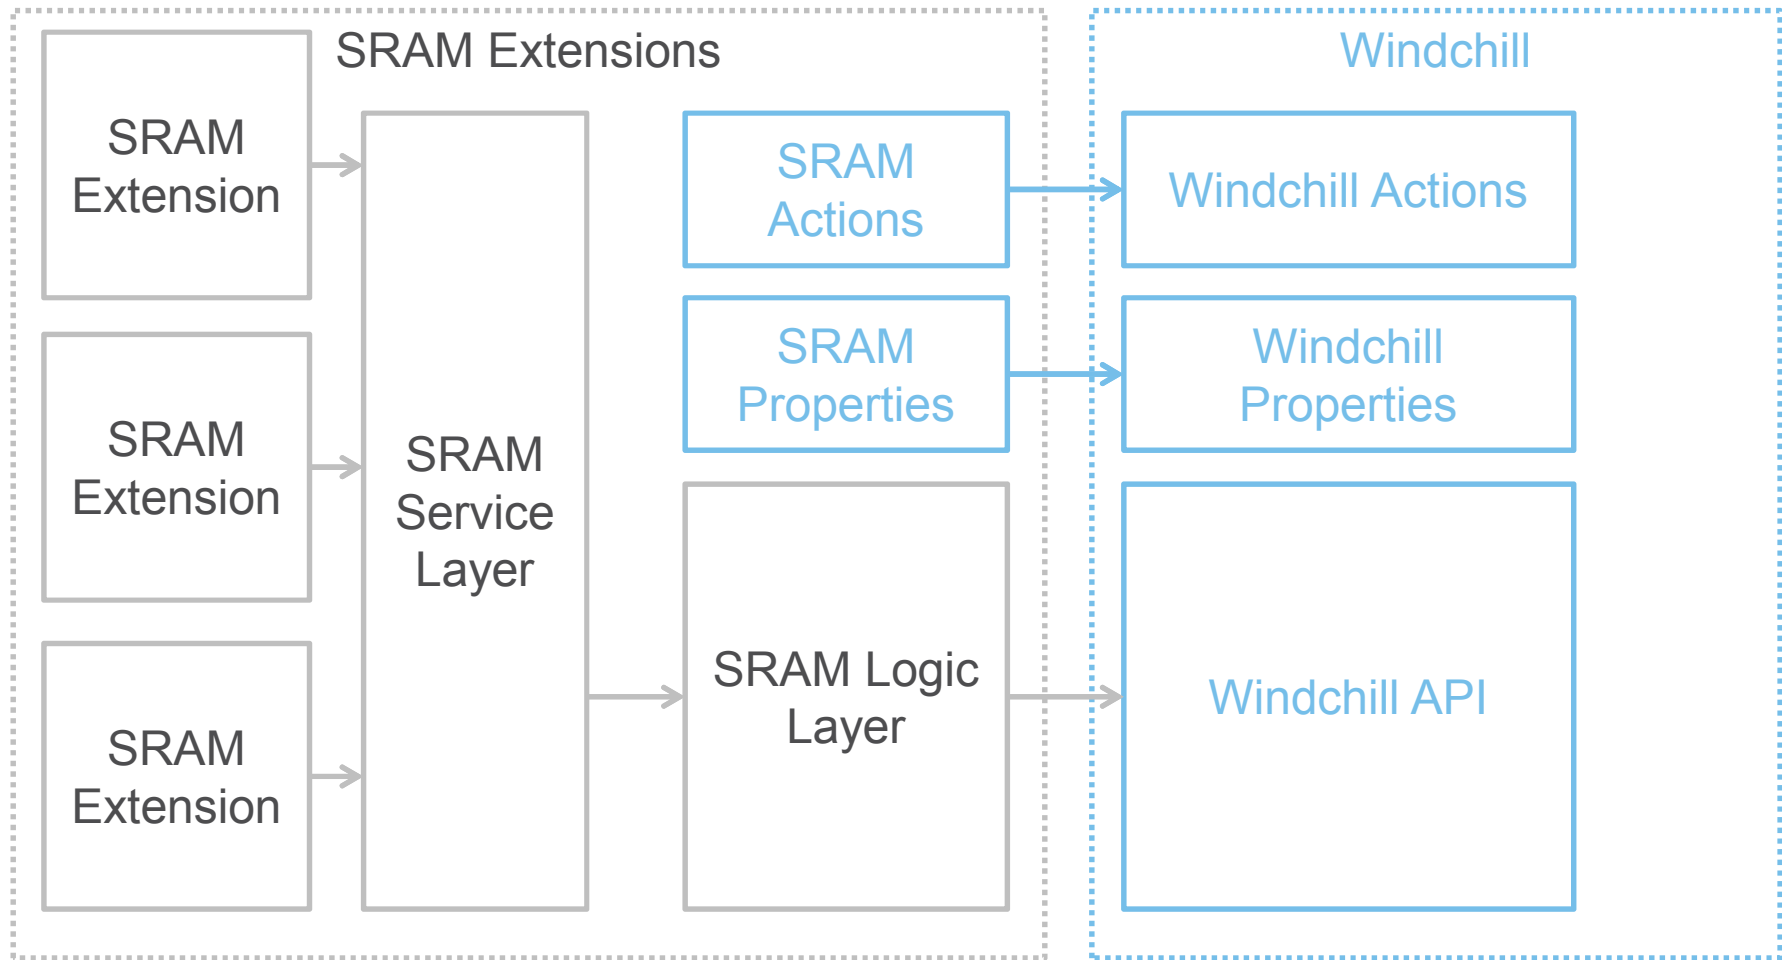 SRAM Extensions
SRAM
Extension
SRAM
Extension
SRAM
Extension
SRAM
Service
Layer
SRAM
Actions
SRAM
Properties
SRAM Logic
Layer
Windchill
Windchill Actions
Windchill
Properties
Windchill API